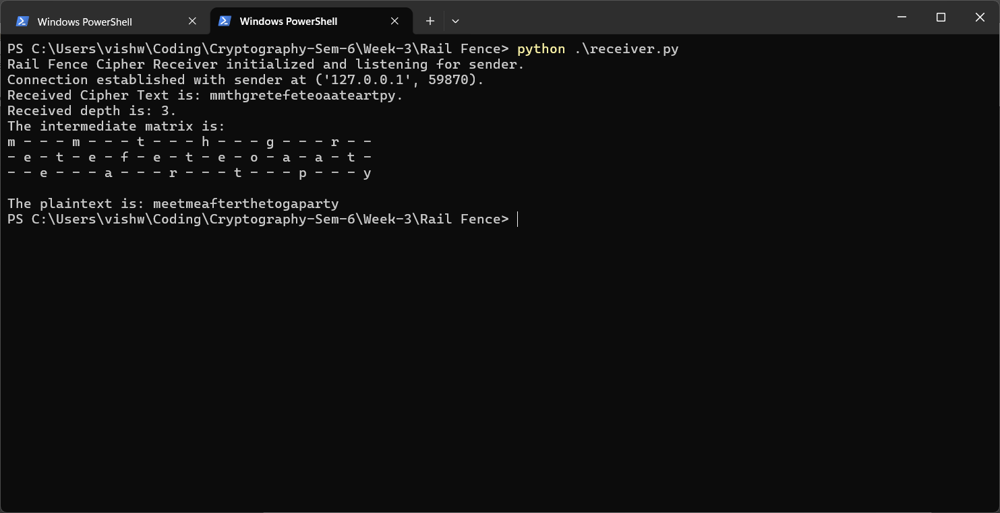 Windows PowerShell
Windows PowerShell
PS C:\Users\vishw\Coding\Cryptography-Sem-6\Week-3\Rail Fence> python .\receiver.py
Rail Fence Cipher Receiver initialized and listening for sender.
Connection established with sender at ('127.0.0.1', 59870).
Received Cipher Text is: mmthgretefeteoaateartpy.
Received depth is: 3.
The intermediate matrix is:
m - - - m - - - t - - - h - - - g - - - r - -
- e - t - e - f - e - t - e - o - a - a - t -
- - e - - - a - - - r - - - t - - - p - - - y
The plaintext is: meetmeafterthetogaparty
PS C:\Users\vishw\Coding\Cryptography-Sem-6\Week-3\Rail Fence>